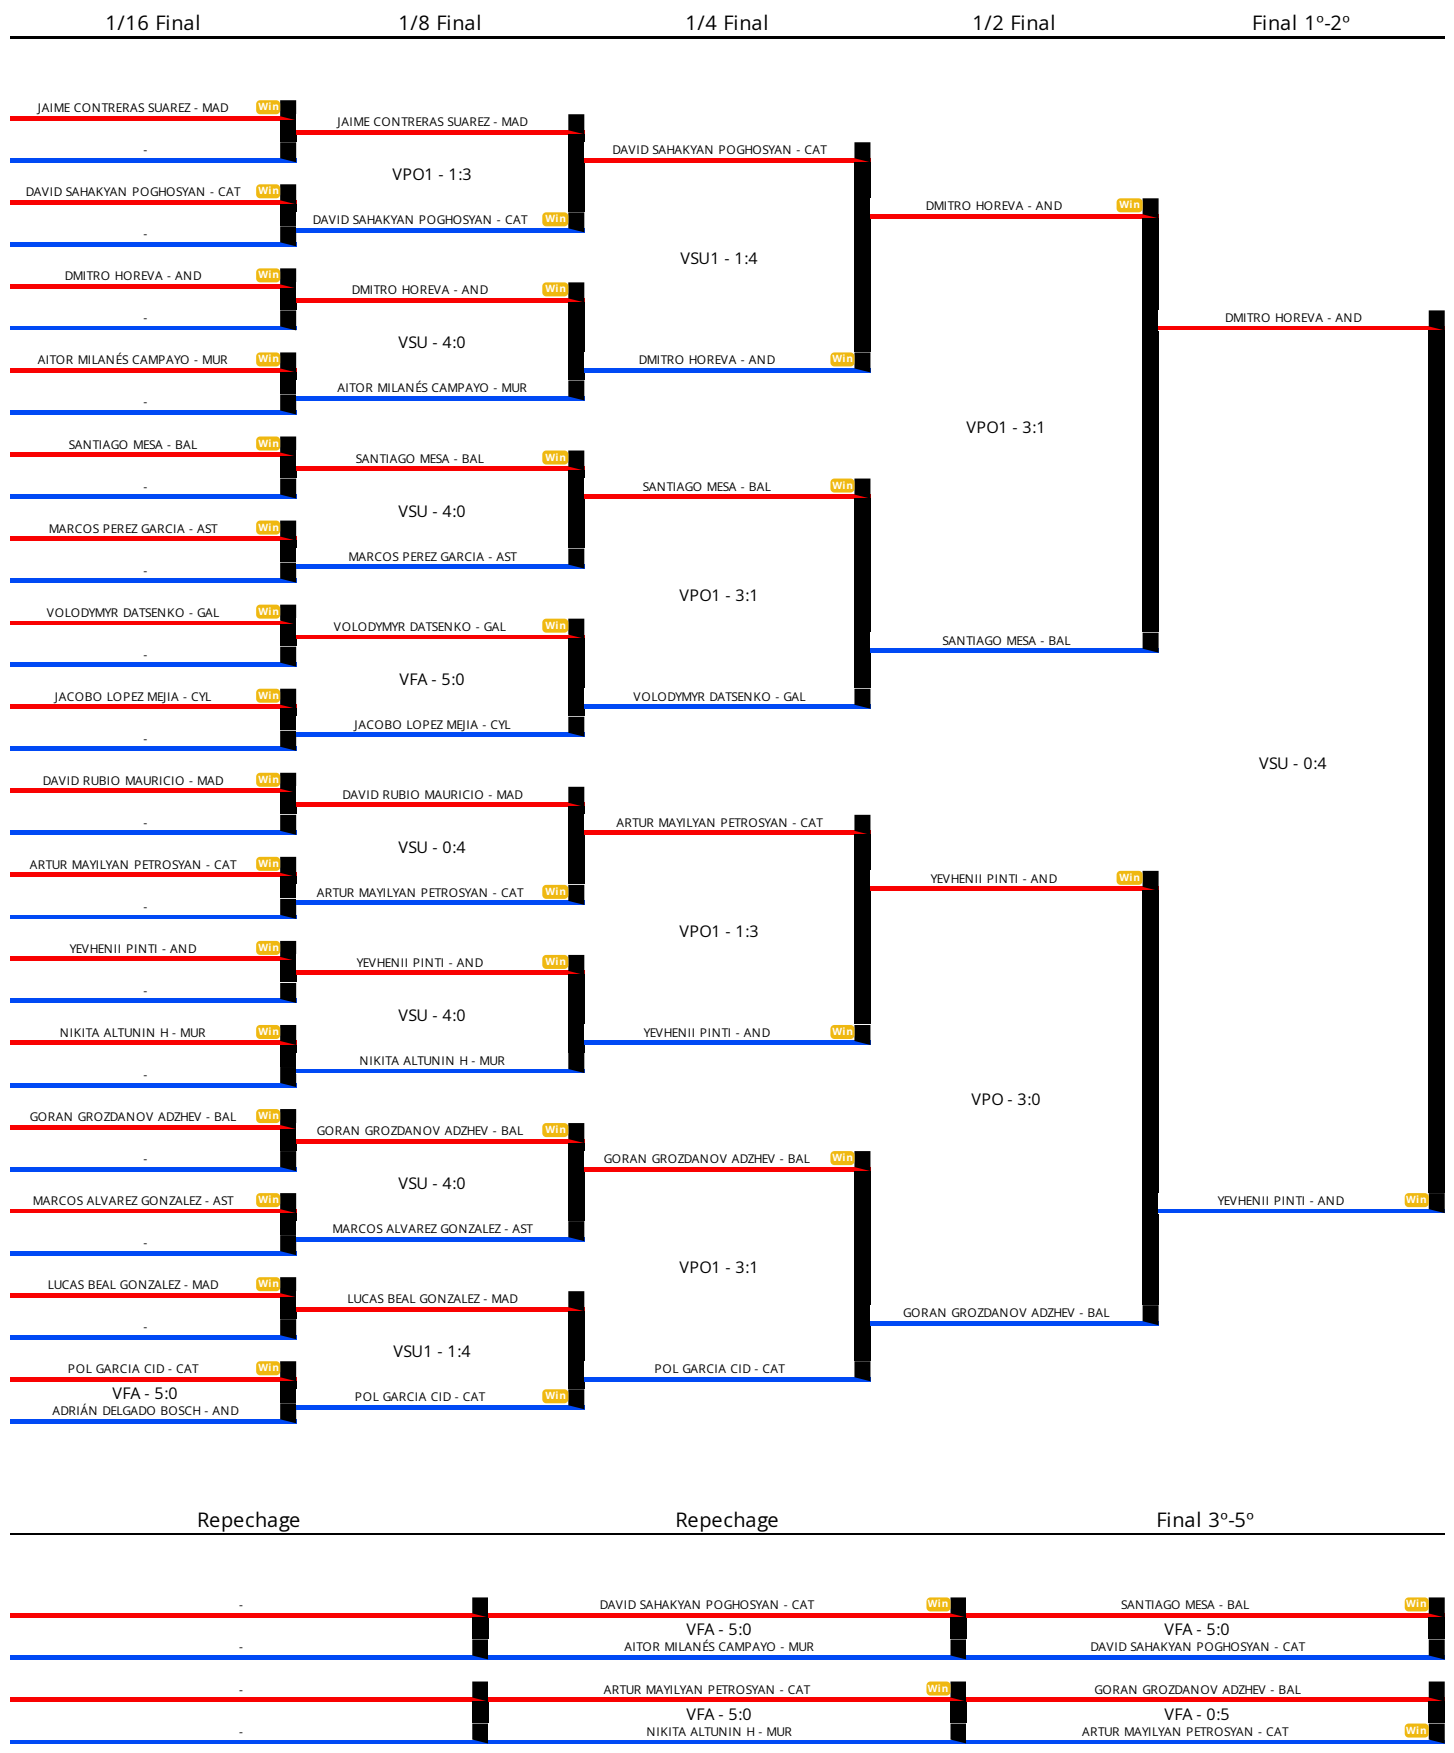 1/16 Final
1/8 Final
1/4 Final
1/2 Final
Final 1º-2º
JAIME CONTRERAS SUAREZ - MAD
Win
-
DAVID SAHAKYAN POGHOSYAN - CAT
Win
-
DMITRO HOREVA - AND
Win
-
AITOR MILANÉS CAMPAYO - MUR
Win
-
SANTIAGO MESA - BAL
Win
-
MARCOS PEREZ GARCIA - AST
Win
-
VOLODYMYR DATSENKO - GAL
Win
-
JACOBO LOPEZ MEJIA - CYL
Win
-
DAVID RUBIO MAURICIO - MAD
Win
-
ARTUR MAYILYAN PETROSYAN - CAT
Win
-
YEVHENII PINTI - AND
Win
-
NIKITA ALTUNIN H - MUR
Win
-
GORAN GROZDANOV ADZHEV - BAL
Win
-
MARCOS ALVAREZ GONZALEZ - AST
Win
-
LUCAS BEAL GONZALEZ - MAD
Win
-
POL GARCIA CID - CAT
Win
VFA - 5:0
ADRIÁN DELGADO BOSCH - AND
JAIME CONTRERAS SUAREZ - MAD
VPO1 - 1:3
DAVID SAHAKYAN POGHOSYAN - CAT
Win
DMITRO HOREVA - AND
Win
VSU - 4:0
AITOR MILANÉS CAMPAYO - MUR
SANTIAGO MESA - BAL
Win
VSU - 4:0
MARCOS PEREZ GARCIA - AST
VOLODYMYR DATSENKO - GAL
Win
VFA - 5:0
JACOBO LOPEZ MEJIA - CYL
DAVID RUBIO MAURICIO - MAD
VSU - 0:4
ARTUR MAYILYAN PETROSYAN - CAT
Win
YEVHENII PINTI - AND
Win
VSU - 4:0
NIKITA ALTUNIN H - MUR
GORAN GROZDANOV ADZHEV - BAL
Win
VSU - 4:0
MARCOS ALVAREZ GONZALEZ - AST
LUCAS BEAL GONZALEZ - MAD
VSU1 - 1:4
POL GARCIA CID - CAT
Win
DAVID SAHAKYAN POGHOSYAN - CAT
VSU1 - 1:4
DMITRO HOREVA - AND
Win
SANTIAGO MESA - BAL
Win
VPO1 - 3:1
VOLODYMYR DATSENKO - GAL
ARTUR MAYILYAN PETROSYAN - CAT
VPO1 - 1:3
YEVHENII PINTI - AND
Win
GORAN GROZDANOV ADZHEV - BAL
Win
VPO1 - 3:1
POL GARCIA CID - CAT
DMITRO HOREVA - AND
Win
VPO1 - 3:1
SANTIAGO MESA - BAL
YEVHENII PINTI - AND
Win
VPO - 3:0
GORAN GROZDANOV ADZHEV - BAL
DMITRO HOREVA - AND
VSU - 0:4
YEVHENII PINTI - AND
Win
Repechage
Repechage
Final 3º-5º
-
-
-
-
DAVID SAHAKYAN POGHOSYAN - CAT
Win
VFA - 5:0
AITOR MILANÉS CAMPAYO - MUR
ARTUR MAYILYAN PETROSYAN - CAT
Win
VFA - 5:0
NIKITA ALTUNIN H - MUR
SANTIAGO MESA - BAL
Win
VFA - 5:0
DAVID SAHAKYAN POGHOSYAN - CAT
GORAN GROZDANOV ADZHEV - BAL
VFA - 0:5
ARTUR MAYILYAN PETROSYAN - CAT
Win